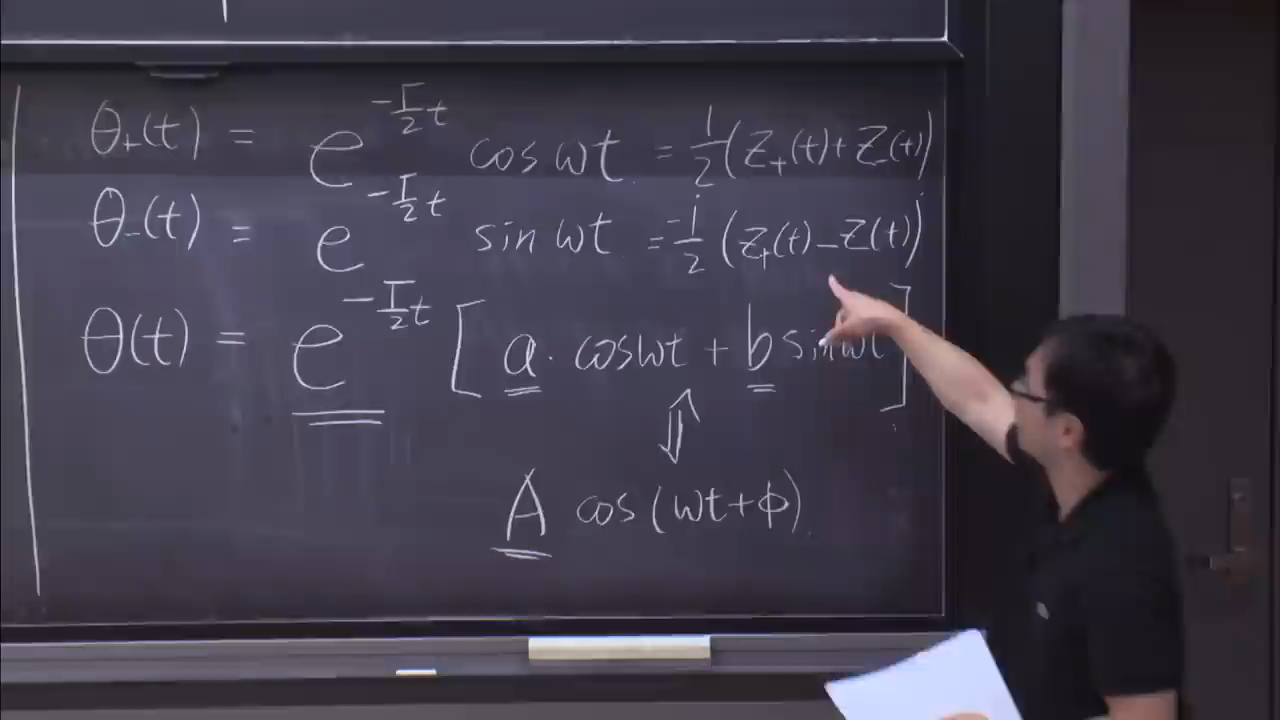 θ₊(t) = e^{-Γ/2 t} cos ωt = 1/2 (Z₊(t) + Z₋(t))
θ₋(t) = e^{-Γ/2 t} sin ωt = -i/2 (Z₊(t) - Z(t))
θ(t) = e^{-Γ/2 t} [a · cos ωt + b sin ωt]
⇕
A cos(ωt + ϕ)